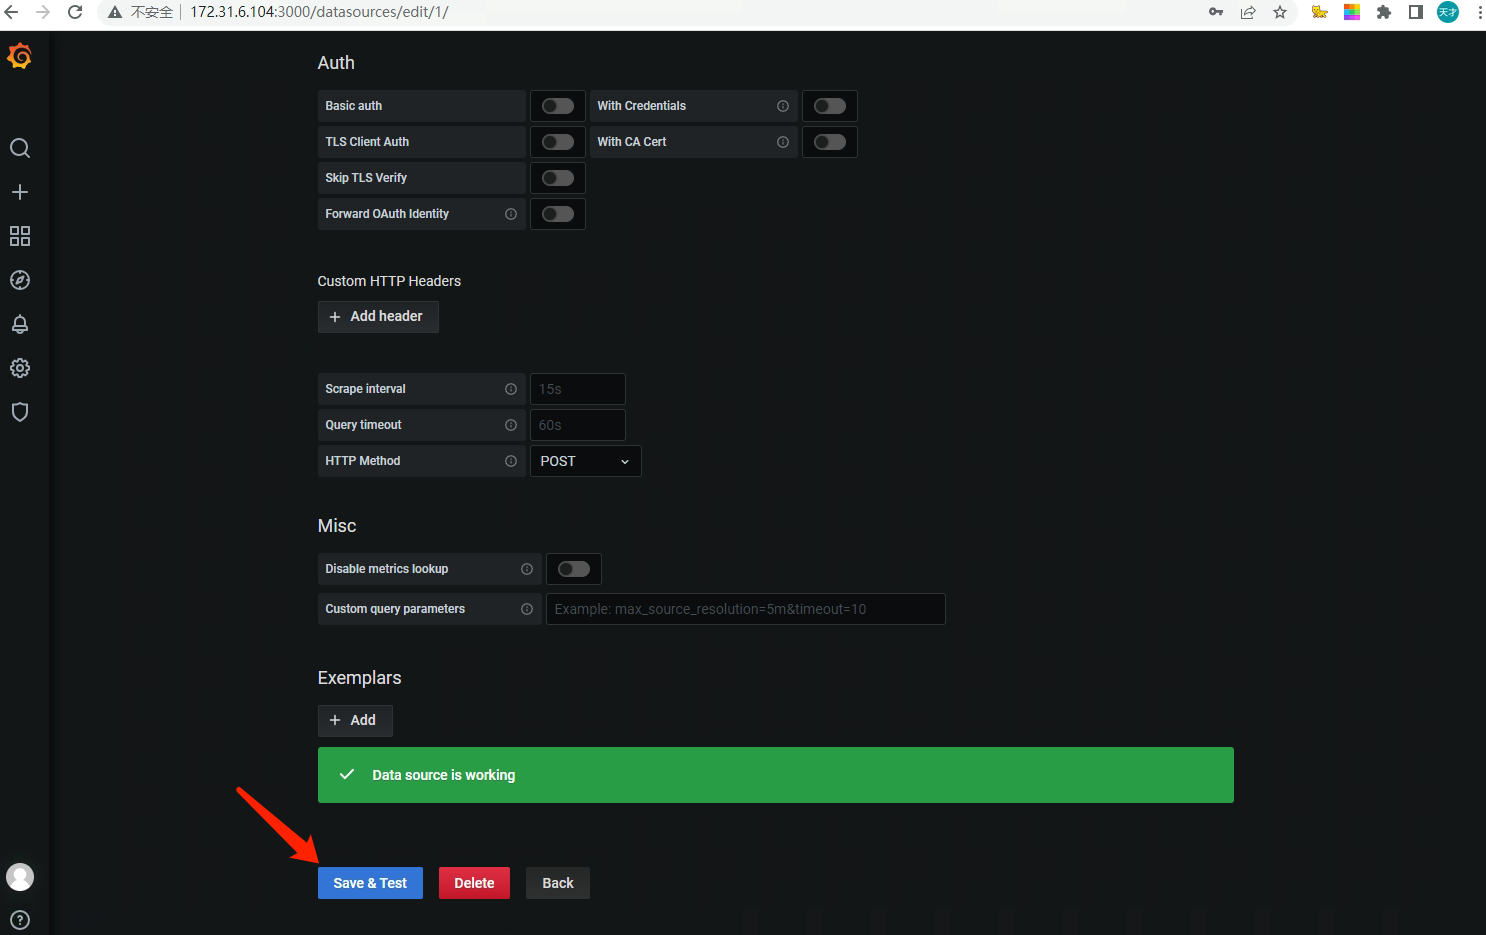 不安全 172.31.6.104:3000/datasources/edit/1/
天才
Auth
Basic auth With Credentials
TLS Client Auth With CA Cert
Skip TLS Verify
Forward OAuth Identity
Custom HTTP Headers
+ Add header
Scrape interval 15s
Query timeout 60s
HTTP Method POST
Misc
Disable metrics lookup
Custom query parameters Example: max_source_resolution=5m&timeout=10
Exemplars
+ Add
Data source is working
Save & Test Delete Back